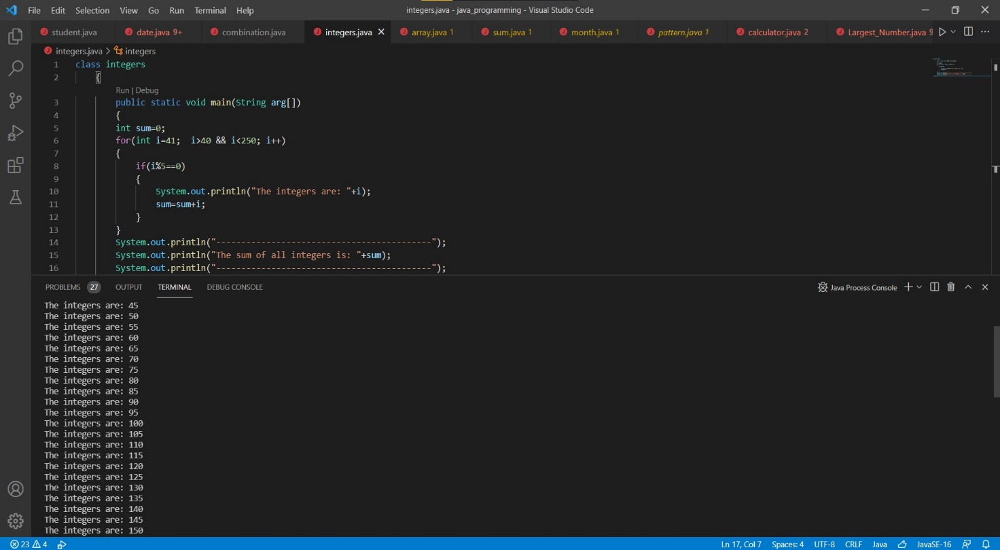 File Edit Selection View Go Run Terminal Help integers.java - java_programming - Visual Studio Code
student.java date.java 9+ combination.java integers.java array.java 1 sum.java 1 month.java 1 pattern.java 1 calculator.java 2 Largest_Number.java 9
integers.java > integers
1 class integers
2 {
Run | Debug
3 public static void main(String arg[])
4 {
5 int sum=0;
6 for(int i=41;  i>40 && i<250; i++)
7 {
8 if(i%5==0)
9 {
10 System.out.println("The integers are: "+i);
11 sum=sum+i;
12 }
13 }
14 System.out.println("-------------------------------------------");
15 System.out.println("The sum of all integers is: "+sum);
16 System.out.println("-------------------------------------------");
PROBLEMS 27 OUTPUT TERMINAL DEBUG CONSOLE Java Process Console
The integers are: 45
The integers are: 50
The integers are: 55
The integers are: 60
The integers are: 65
The integers are: 70
The integers are: 75
The integers are: 80
The integers are: 85
The integers are: 90
The integers are: 95
The integers are: 100
The integers are: 105
The integers are: 110
The integers are: 115
The integers are: 120
The integers are: 125
The integers are: 130
The integers are: 135
The integers are: 140
The integers are: 145
The integers are: 150
23 4 Ln 17, Col 7 Spaces: 4 UTF-8 CRLF Java JavaSE-16